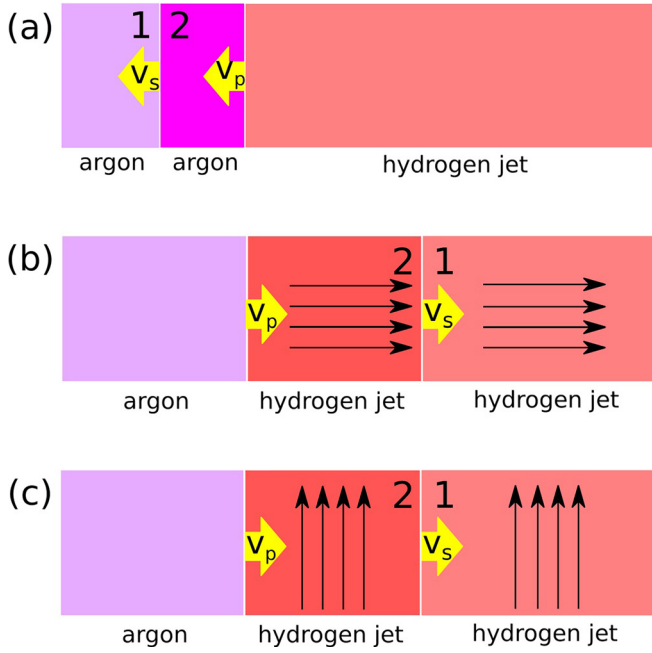 (a)
1 2
vs vp
argon argon hydrogen jet
(b)
2 1
vp vs
argon hydrogen jet hydrogen jet
(c)
2 1
vp vs
argon hydrogen jet hydrogen jet